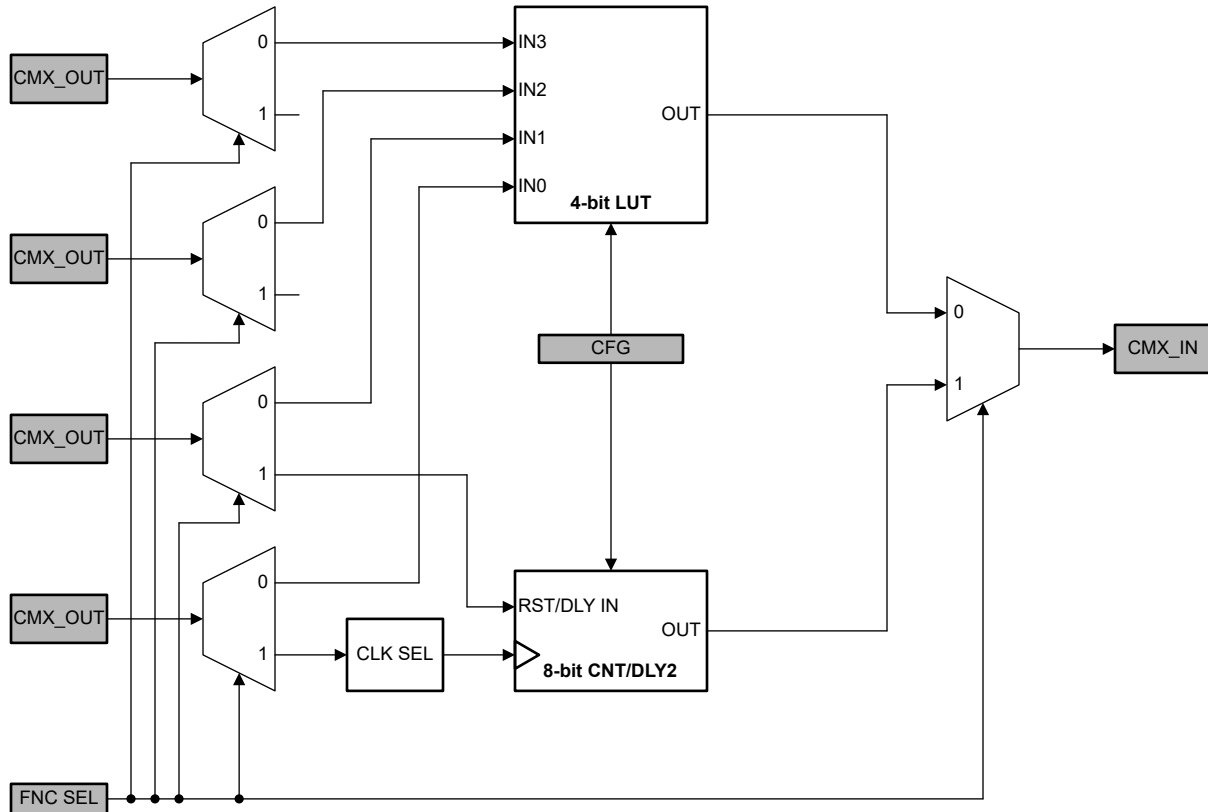 CMX_OUT
0
1
IN3
IN2
IN1
IN0
OUT
4-bit LUT
CMX_OUT
0
1
CFG
0
1
CMX_IN
CMX_OUT
0
1
CMX_OUT
0
1
CLK SEL
RST/DLY IN
OUT
8-bit CNT/DLY2
FNC SEL